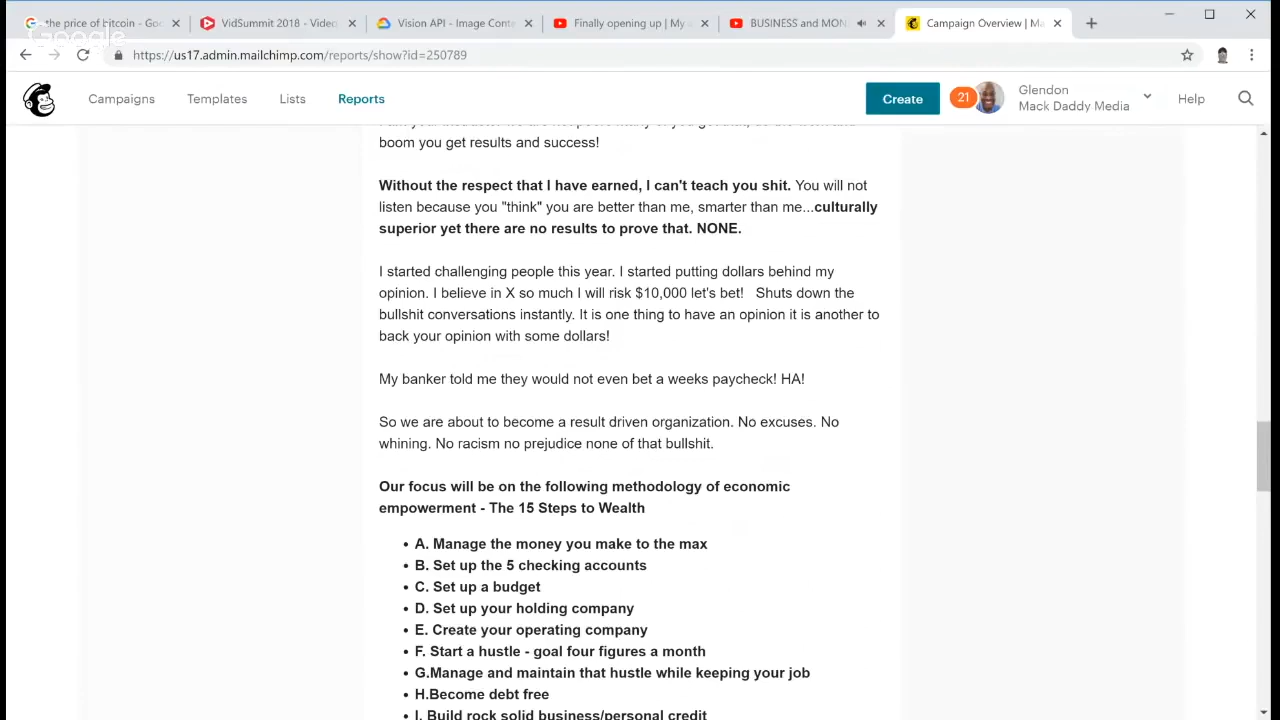 the price of bitcoin - Goo
VidSummit 2018 - Video
Vision API - Image Conte
Finally opening up | My
BUSINESS and MON
Campaign Overview | Ma
Google
https://us17.admin.mailchimp.com/reports/show?id=250789
Campaigns
Templates
Lists
Reports
Create
21
Glendon
Mack Daddy Media
Help
boom you get results and success!
Without the respect that I have earned, I can't teach you shit. You will not
listen because you "think" you are better than me, smarter than me...culturally
superior yet there are no results to prove that. NONE.
I started challenging people this year. I started putting dollars behind my
opinion. I believe in X so much I will risk $10,000 let's bet!   Shuts down the
bullshit conversations instantly. It is one thing to have an opinion it is another to
back your opinion with some dollars!
My banker told me they would not even bet a weeks paycheck! HA!
So we are about to become a result driven organization. No excuses. No
whining. No racism no prejudice none of that bullshit.
Our focus will be on the following methodology of economic
empowerment - The 15 Steps to Wealth
• A. Manage the money you make to the max
• B. Set up the 5 checking accounts
• C. Set up a budget
• D. Set up your holding company
• E. Create your operating company
• F. Start a hustle - goal four figures a month
• G.Manage and maintain that hustle while keeping your job
• H.Become debt free
• I. Build rock solid business/personal credit